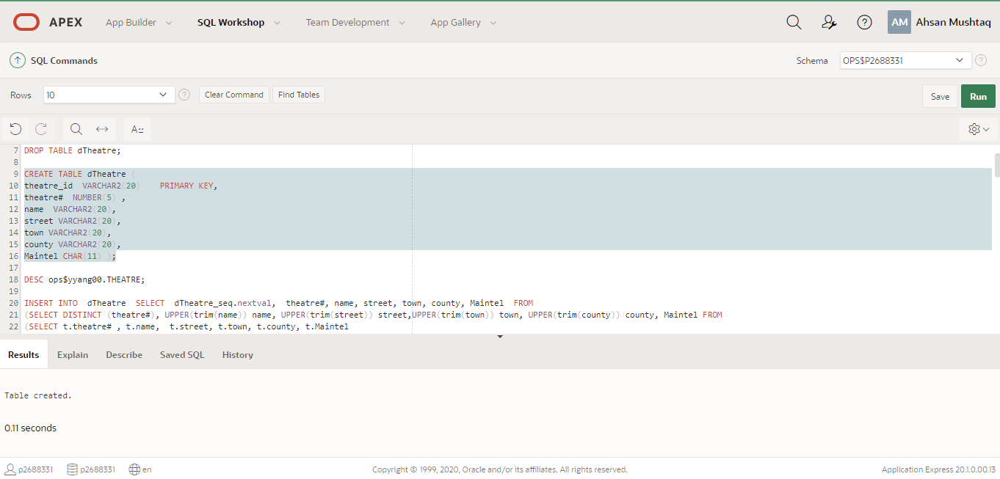 APEX App Builder SQL Workshop Team Development App Gallery AM Ahsan Mushtaq
SQL Commands Schema OPS$P2688331 ?
Rows 10 ? Clear Command Find Tables Save Run
A::
7 DROP TABLE dTheatre;
8
9 CREATE TABLE dTheatre (
10 theatre_id VARCHAR2(20) PRIMARY KEY,
11 theatre# NUMBER(5) ,
12 name VARCHAR2(20),
13 street VARCHAR2(20),
14 town VARCHAR2(20),
15 county VARCHAR2(20),
16 Maintel CHAR(11) );
17
18 DESC ops$yyang00.THEATRE;
19
20 INSERT INTO dTheatre SELECT dTheatre_seq.nextval, theatre#, name, street, town, county, Maintel FROM
21 (SELECT DISTINCT (theatre#), UPPER(trim(name)) name, UPPER(trim(street)) street,UPPER(trim(town)) town, UPPER(trim(county)) county, Maintel FROM
22 (SELECT t.theatre# , t.name, t.street, t.town, t.county, t.Maintel
Results Explain Describe Saved SQL History
Table created.
0.11 seconds
p2688331 p2688331 en Copyright © 1999, 2020, Oracle and/or its affiliates. All rights reserved. Application Express 20.1.0.00.13